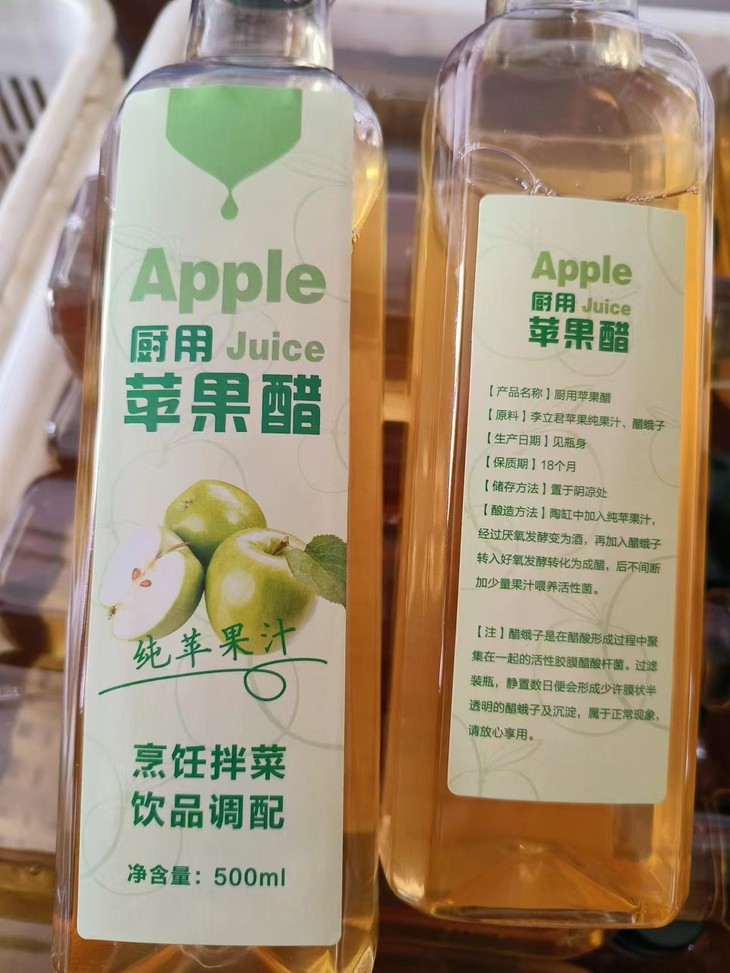 Apple
厨用 Juice
苹果醋
纯苹果汁
烹饪拌菜
饮品调配
净含量：500ml
Apple
厨用 Juice
苹果醋
【产品名称】厨用苹果醋
【原料】李立君苹果纯果汁、醋蛾子
【生产日期】见瓶身
【保质期】18个月
【储存方法】置于阴凉处
【酿造方法】陶缸中加入纯苹果汁，
经过厌氧发酵变为酒，再加入醋蛾子
转入好氧发酵转化为成醋，后不间断
加少量果汁喂养活性菌。
【注】醋蛾子是在醋酸形成过程中聚
集在一起的活性胶膜醋酸杆菌。过滤
装瓶，静置数日便会形成少许膜状半
透明的醋蛾子及沉淀，属于正常现象，
请放心享用。